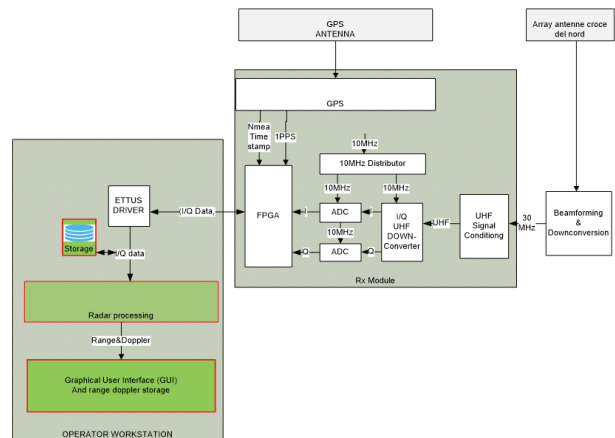 GPS
ANTENNA
Array antenne croce
del nord
GPS
Nmea
Time
stamp
1PPS
10MHz
10MHz Distributor
10MHz
10MHz
ETTUS
DRIVER
(I/Q Data,
FPGA
I
ADC
I
10MHz
Q
ADC
Q
I/Q
UHF
DOWN-
Converter
UHF
UHF
Signal
Conditiong
30
MHz
Beamforming
&
Downconversion
Rx Module
Storage
I/Q data
Radar processing
Range&Doppler
Graphical User Interface (GUI)
And range doppler storage
OPERATOR WORKSTATION